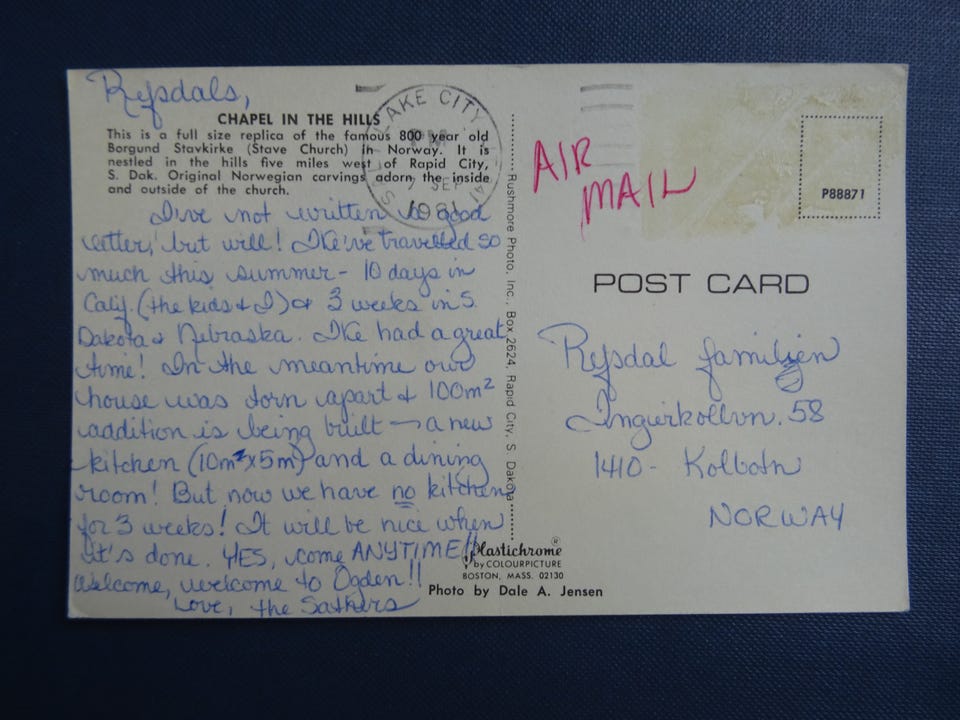 Refsdals,
CHAPEL IN THE HILLS
This is a full size replica of the famous 800 year old
Borgund Stavkirke (Stave Church) in Norway. It is
nestled in the hills five miles west of Rapid City,
S. Dak. Original Norwegian carvings adorn the inside
and outside of the church.
I've not written a good
letter, but will! We've travelled so
much this summer - 10 days in
Calif. (the kids & I) & 3 weeks in S.
Dakota & Nebraska. We had a great
time! In the meantime our
house was torn apart & 100m²
addition is being built — a new
kitchen (10m x 5m) and a dining
room! But now we have no kitchen
for 3 weeks! It will be nice when
it's done. YES, come ANYTIME!!
Welcome, welcome to Ogden!!
Love, the Sathers
Rushmore Photo, Inc., Box 2624, Rapid City, S. Dakota
Plastichrome ®
by COLOURPICTURE
BOSTON, MASS. 02130
Photo by Dale A. Jensen
LAKE CITY
PM
7 SEP
1981
AIR
MAIL
P88871
POST CARD
Refsdal familien
Ingierkollvn. 58
1410 - Kolbotn
NORWAY